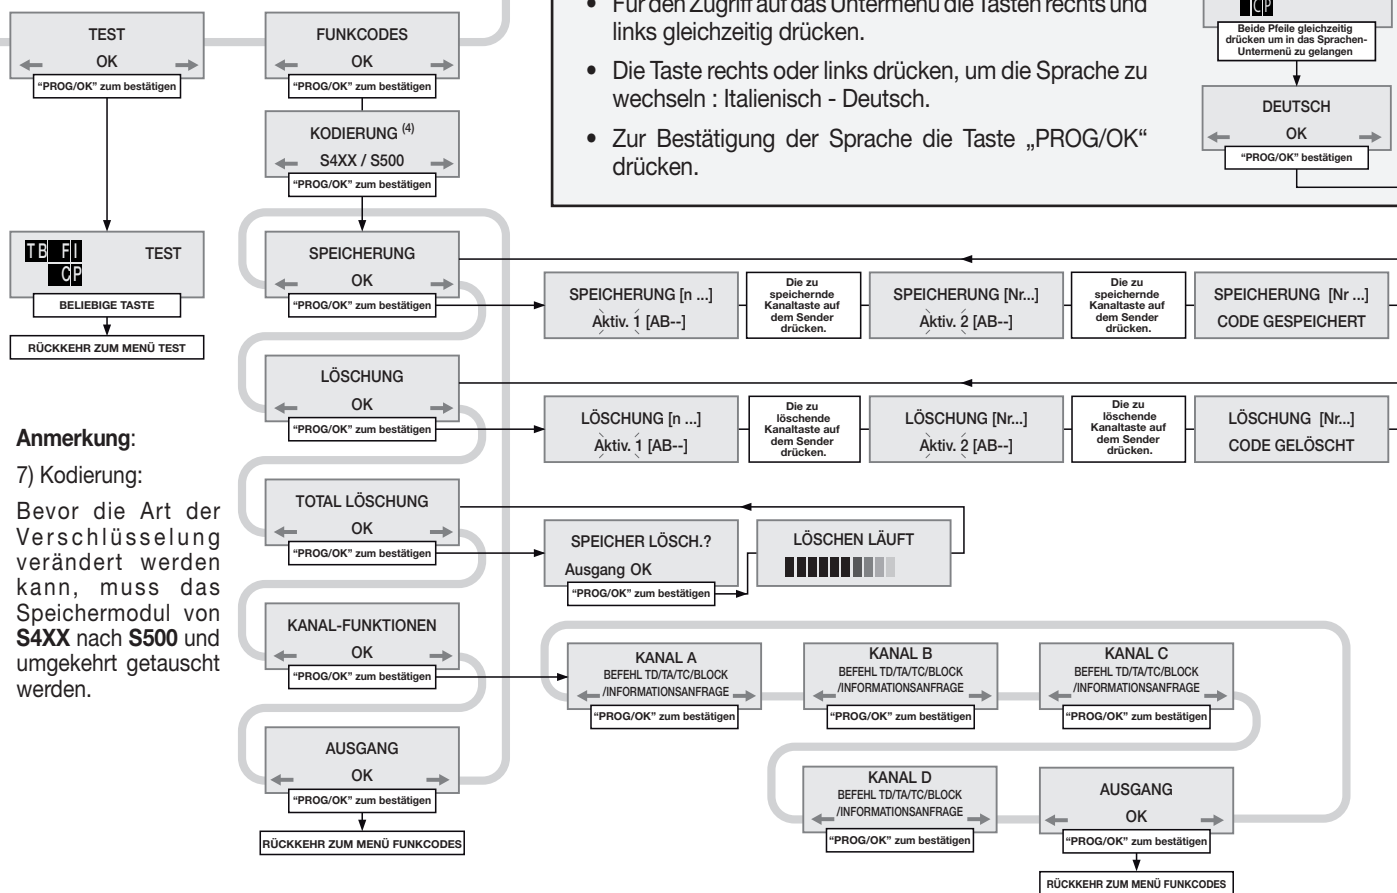 TEST
OK
"PROG/OK" zum bestätigen
FUNKCODES
OK
"PROG/OK" zum bestätigen
KODIERUNG (4)
S4XX / S500
"PROG/OK" zum bestätigen
• Für den Zugriff auf das Untermenü die Tasten rechts und
links gleichzeitig drücken.
• Die Taste rechts oder links drücken, um die Sprache zu
wechseln : Italienisch - Deutsch.
• Zur Bestätigung der Sprache die Taste „PROG/OK“
drücken.
CP
Beide Pfeile gleichzeitig
drücken um in das Sprachen-
Untermenü zu gelangen
DEUTSCH
OK
"PROG/OK" bestätigen
TB FI
CP
TEST
BELIEBIGE TASTE
RÜCKKEHR ZUM MENÜ TEST
SPEICHERUNG
OK
"PROG/OK" zum bestätigen
SPEICHERUNG [n ...]
Aktiv. 1 [AB--]
Die zu
speichernde
Kanaltaste auf
dem Sender
drücken.
SPEICHERUNG [Nr...]
Aktiv. 2 [AB--]
Die zu
speichernde
Kanaltaste auf
dem Sender
drücken.
SPEICHERUNG [Nr ...]
CODE GESPEICHERT
LÖSCHUNG
OK
"PROG/OK" zum bestätigen
LÖSCHUNG [n ...]
Aktiv. 1 [AB--]
Die zu
löschende
Kanaltaste auf
dem Sender
drücken.
LÖSCHUNG [Nr...]
Aktiv. 2 [AB--]
Die zu
löschende
Kanaltaste auf
dem Sender
drücken.
LÖSCHUNG [Nr...]
CODE GELÖSCHT
Anmerkung:
7) Kodierung:
Bevor die Art der
Verschlüsselung
verändert werden
kann, muss das
Speichermodul von
S4XX nach S500 und
umgekehrt getauscht
werden.
TOTAL LÖSCHUNG
OK
"PROG/OK" zum bestätigen
SPEICHER LÖSCH.?
Ausgang OK
"PROG/OK" zum bestätigen
LÖSCHEN LÄUFT
KANAL-FUNKTIONEN
OK
"PROG/OK" zum bestätigen
KANAL A
BEFEHL TD/TA/TC/BLOCK
/INFORMATIONSANFRAGE
"PROG/OK" zum bestätigen
KANAL B
BEFEHL TD/TA/TC/BLOCK
/INFORMATIONSANFRAGE
"PROG/OK" zum bestätigen
KANAL C
BEFEHL TD/TA/TC/BLOCK
/INFORMATIONSANFRAGE
"PROG/OK" zum bestätigen
AUSGANG
OK
"PROG/OK" zum bestätigen
RÜCKKEHR ZUM MENÜ FUNKCODES
KANAL D
BEFEHL TD/TA/TC/BLOCK
/INFORMATIONSANFRAGE
"PROG/OK" zum bestätigen
AUSGANG
OK
"PROG/OK" zum bestätigen
RÜCKKEHR ZUM MENÜ FUNKCODES